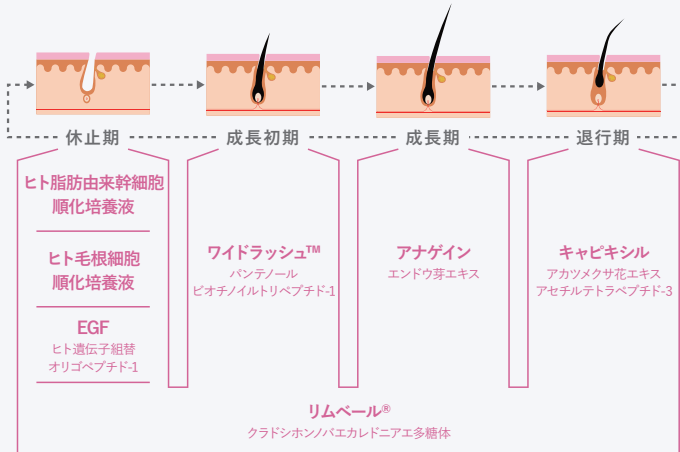 休止期
成長初期
成長期
退行期
ヒト脂肪由来幹細胞
順化培養液
ヒト毛根細胞
順化培養液
EGF
ヒト遺伝子組替
オリゴペプチド-1
ワイドラッシュ™
パンテノール
ビオチノイルトリペプチド-1
アナゲイン
エンドウ芽エキス
キャピキシル
アカツメクサ花エキス
アセチルテトラペプチド-3
リムベール®
クラドシホンノバエカレドニアエ多糖体